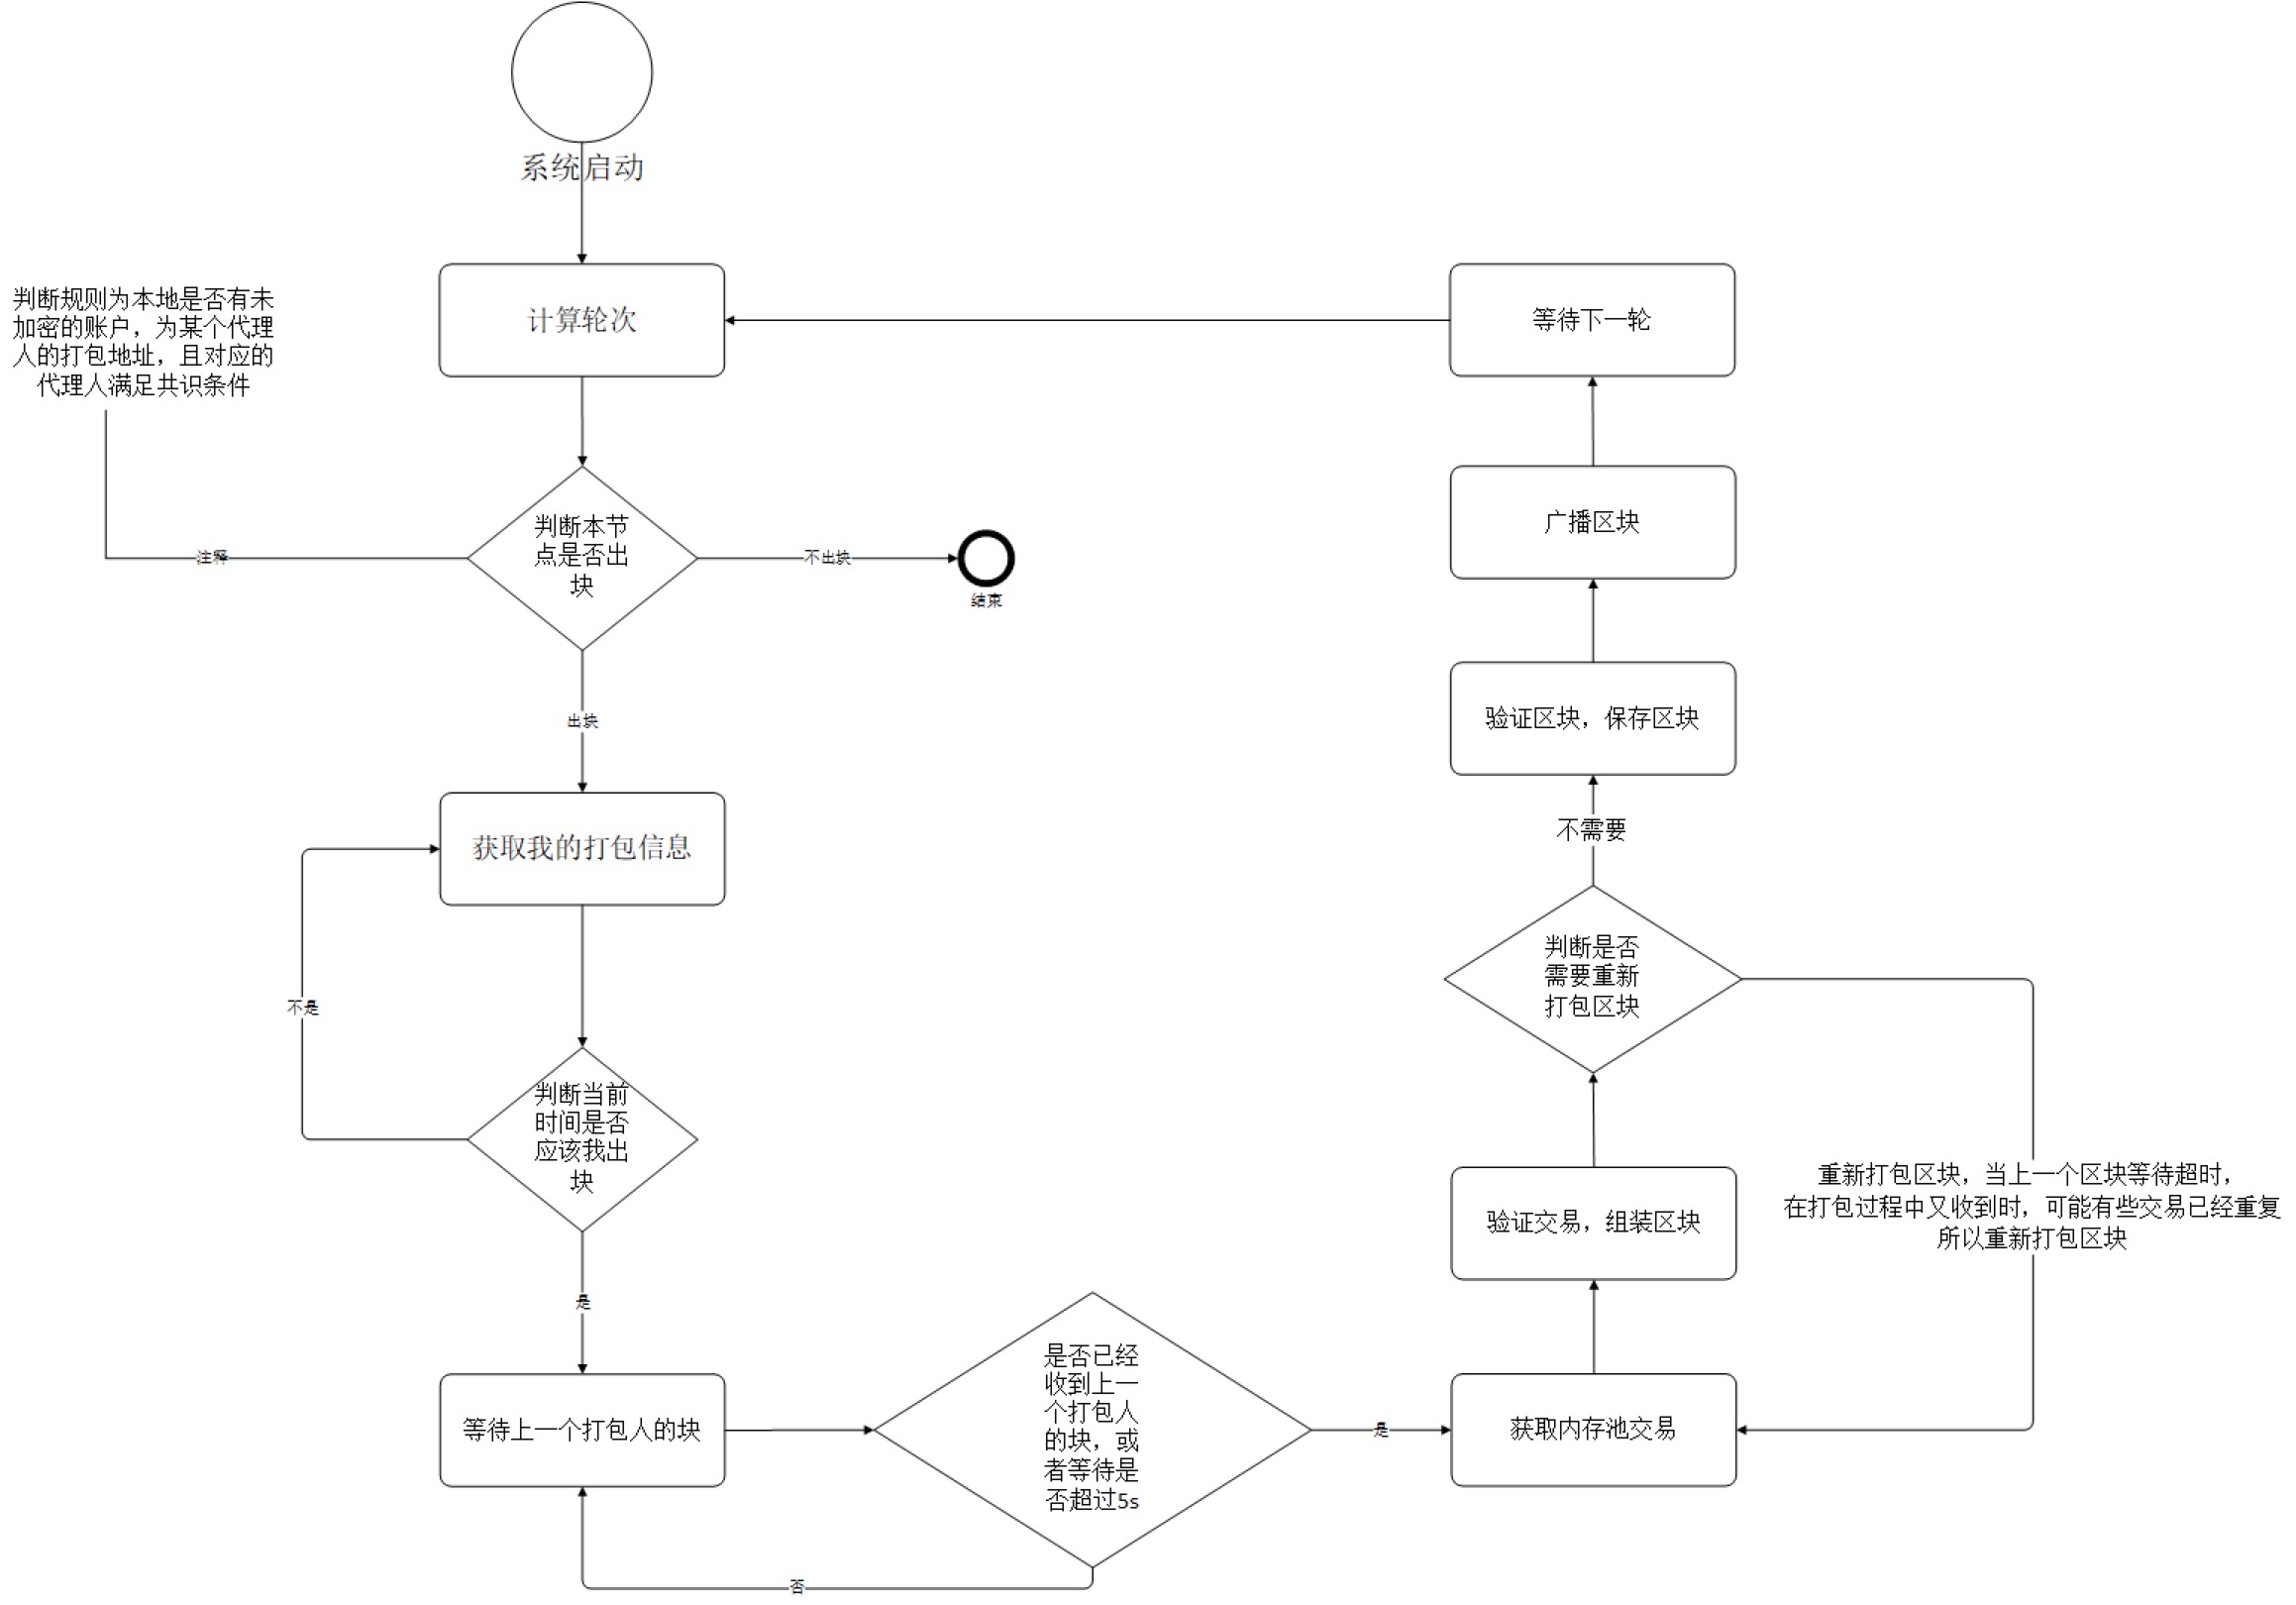 系统启动
计算轮次
等待下一轮
判断规则为本地是否有未
加密的账户，为某个代理
人的打包地址，且对应的
代理人满足共识条件
广播区块
判断本节
点是否出
块
注释
不出块
结束
出块
验证区块，保存区块
不需要
获取我的打包信息
判断是否
需要重新
打包区块
不是
判断当前
时间是否
应该我出
块
重新打包区块，当上一个区块等待超时，
在打包过程中又收到时，可能有些交易已经重复
所以重新打包区块
验证交易，组装区块
是
等待上一个打包人的块
是否已经
收到上一
个打包人
的块，或
者等待是
否超过5s
是
获取内存池交易
否